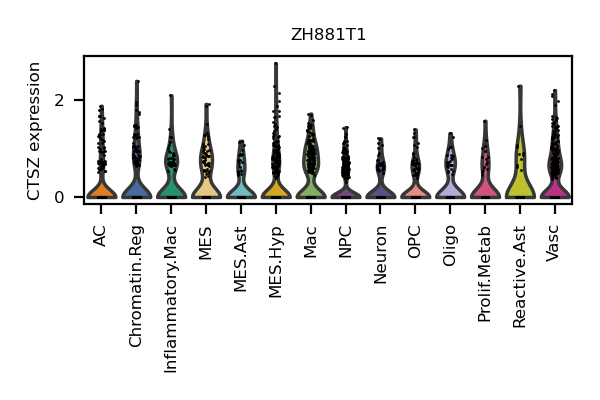 ZH881T1
CTSZ expression
2
0
AC
Chromatin.Reg
Inflammatory.Mac
MES
MES.Ast
MES.Hyp
Mac
NPC
Neuron
OPC
Oligo
Prolif.Metab
Reactive.Ast
Vasc